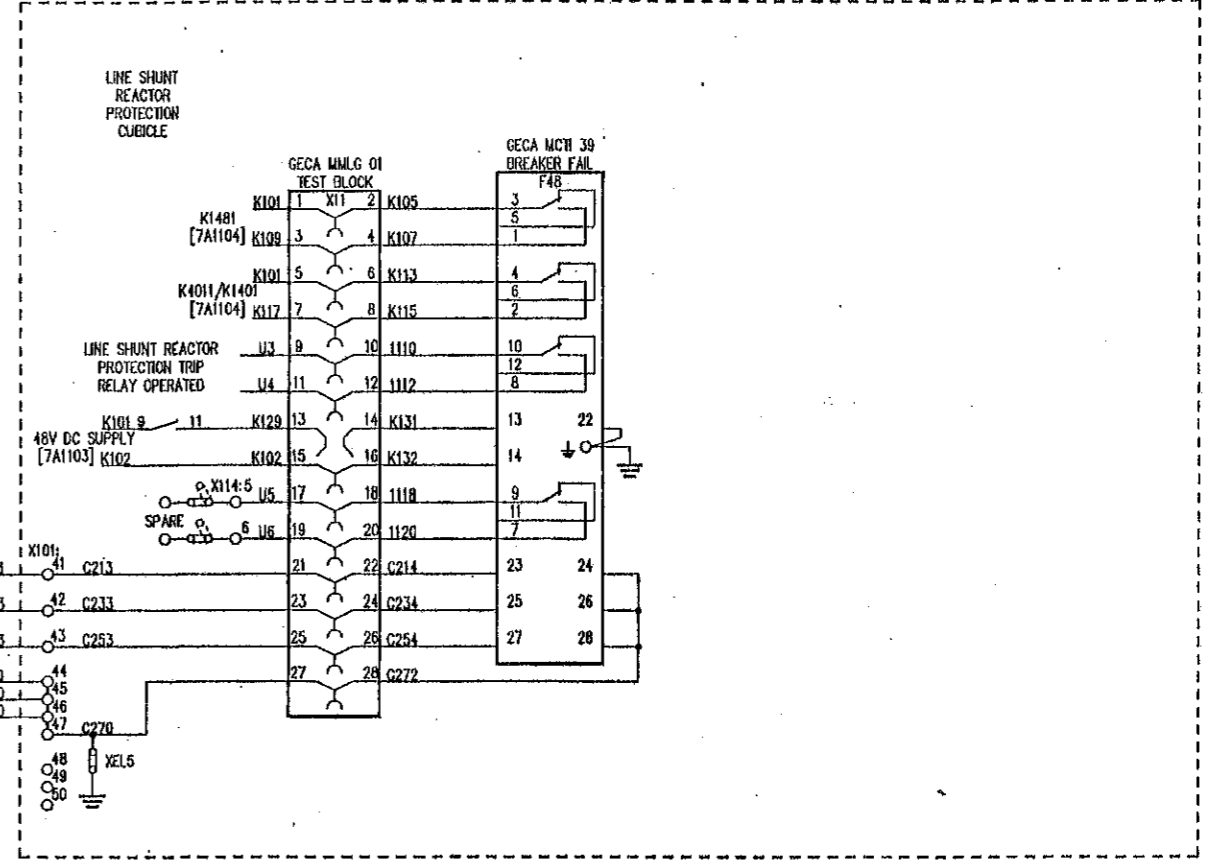 LINE SHUNT
REACTOR
PROTECTION
CUBICLE
GECA MMLG 01
TEST BLOCK
GECA MCTI 39
BREAKER FAIL
F48
K101 1 X11 2 K105 3
5
K1481
[7A1104] K109 3 4 K107 1
K101 5 6 K113 4
6
K4011/K1401
[7A1104] K117 7 8 K115 2
LINE SHUNT REACTOR
PROTECTION TRIP
RELAY OPERATED
U3 9 10 1110 10
12
U4 11 12 1112 8
K101 9 11 K129 13 14 K131 13 22
48V DC SUPPLY
[7A1103] K102 K102 15 16 K132 14
X114:5 U5 17 18 1118 9
11
SPARE 6 U6 19 20 1120 7
X101:
41 C213 21 22 C214 23 24
42 C233 23 24 C234 25 26
43 C253 25 26 C254 27 28
44 27 28 C272
45
46
47 C270
XEL5
48
49
50